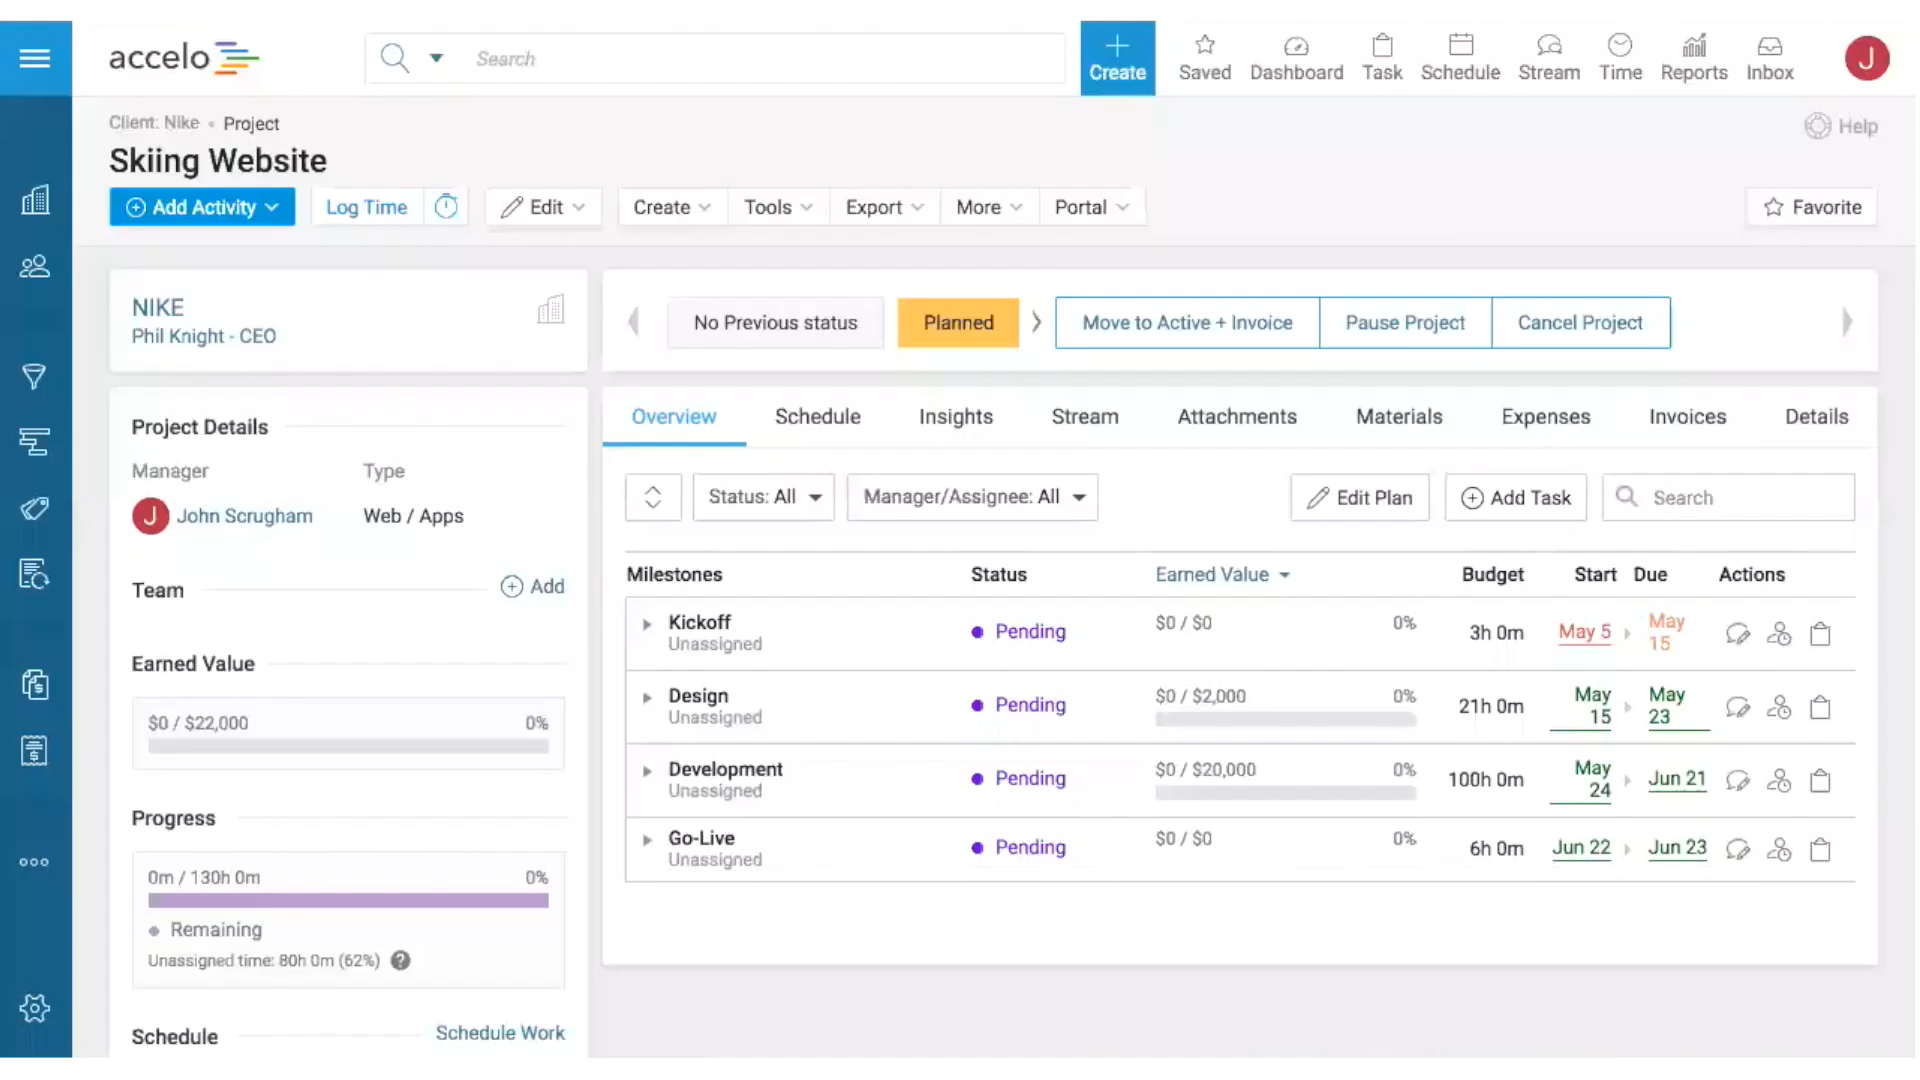 accelo
Search
Create
Saved
Dashboard
Task
Schedule
Stream
Time
Reports
Inbox
J
Client: Nike
Project
Help
Skiing Website
Add Activity
Log Time
Edit
Create
Tools
Export
More
Portal
Favorite
NIKE
Phil Knight - CEO
No Previous status
Planned
Move to Active + Invoice
Pause Project
Cancel Project
Project Details
Manager
Type
J
John Scrugham
Web / Apps
Team
Add
Earned Value
$0 / $22,000
0%
Progress
0m / 130h 0m
0%
Remaining
Unassigned time: 80h 0m (62%)
?
Schedule
Schedule Work
Overview
Schedule
Insights
Stream
Attachments
Materials
Expenses
Invoices
Details
Status: All
Manager/Assignee: All
Edit Plan
Add Task
Search
Milestones
Status
Earned Value
Budget
Start
Due
Actions
Kickoff
Unassigned
Pending
$0 / $0
0%
3h 0m
May 5
May
15
Design
Unassigned
Pending
$0 / $2,000
0%
21h 0m
May
15
May
23
Development
Unassigned
Pending
$0 / $20,000
0%
100h 0m
May
24
Jun 21
Go-Live
Unassigned
Pending
$0 / $0
0%
6h 0m
Jun 22
Jun 23